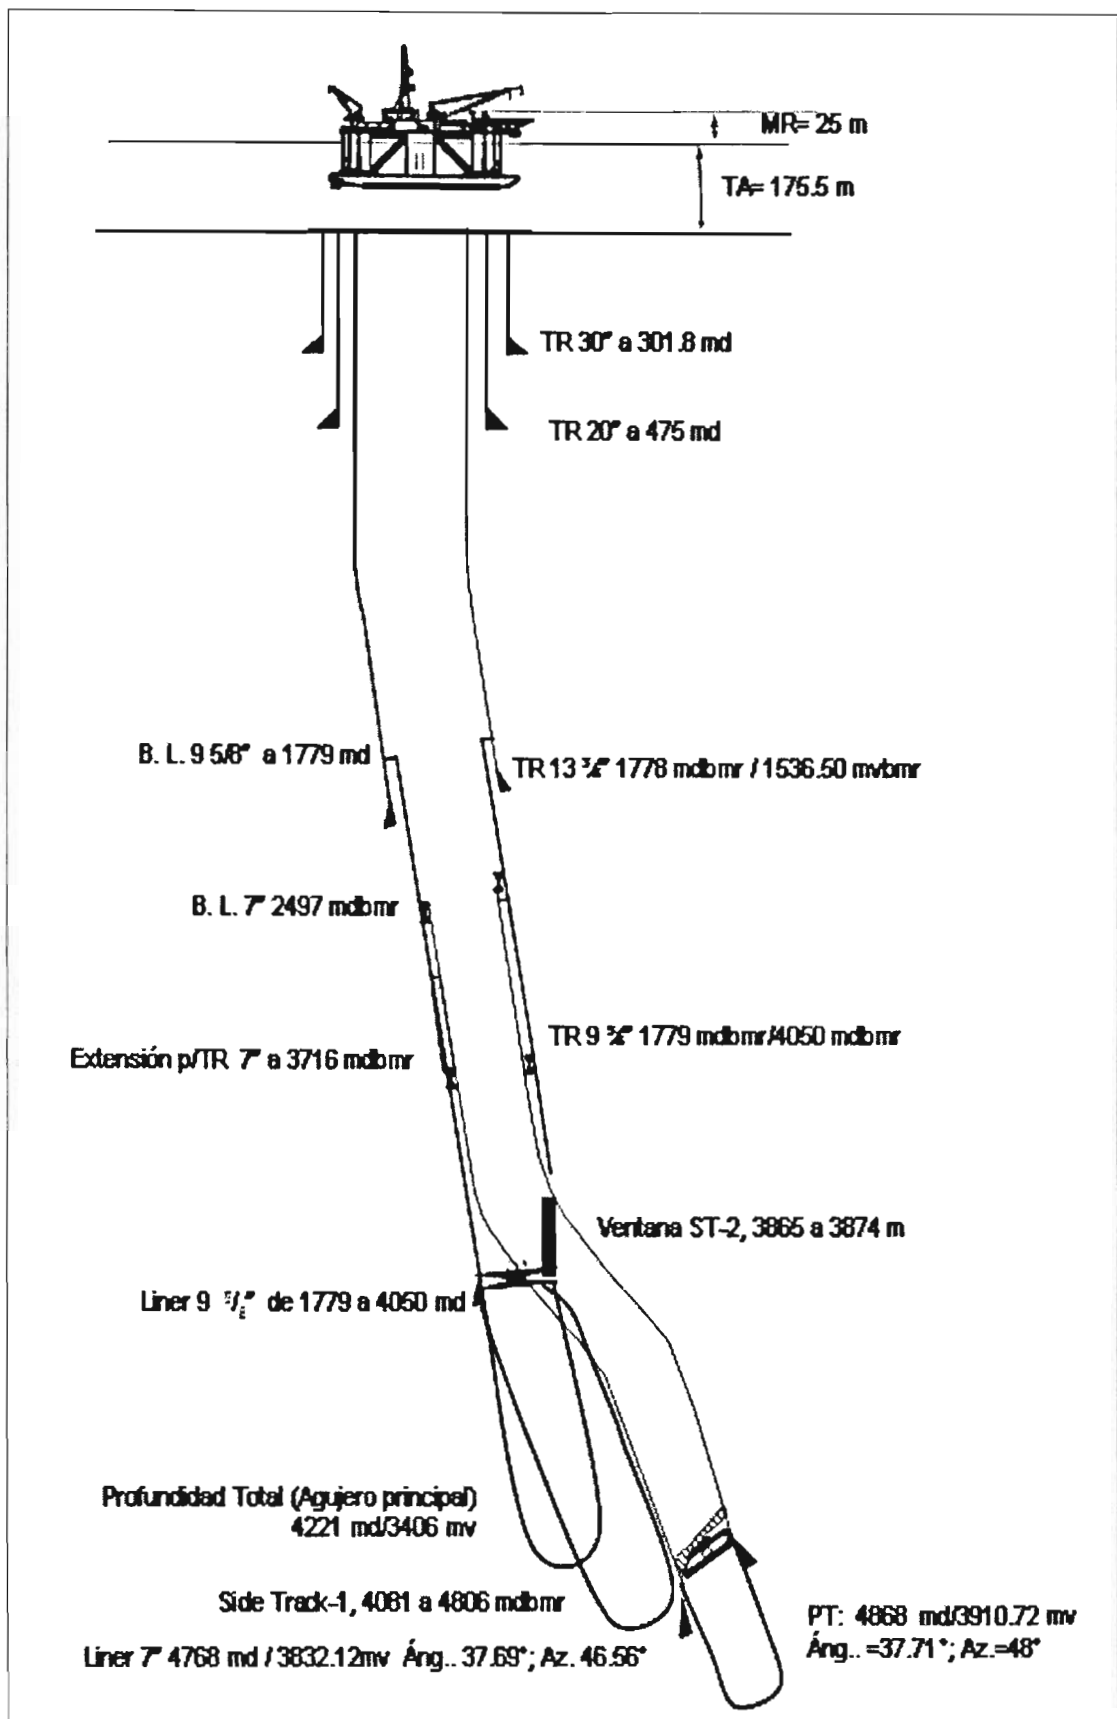 MR= 25 m
TA= 175.5 m
TR 30" a 301.8 md
TR 20" a 475 md
B. L. 9 5/8" a 1779 md
TR 13 ⅜" 1778 mdbmr / 1536.50 mvbmr
B. L. 7" 2497 mdbmr
TR 9 ⅝" 1779 mdbmr/4050 mdbmr
Extensión p/TR 7" a 3716 mdbmr
Ventana ST-2, 3865 a 3874 m
Liner 9 ⁵/₈" de 1779 a 4050 md
Profundidad Total (Agujero principal)
4221 md/3406 mv
Side Track-1, 4081 a 4806 mdbmr
Liner 7" 4768 md / 3832.12mv Áng.. 37.69°; Az. 46.56°
PT: 4868 md/3910.72 mv
Áng.. =37.71°; Az.=48°